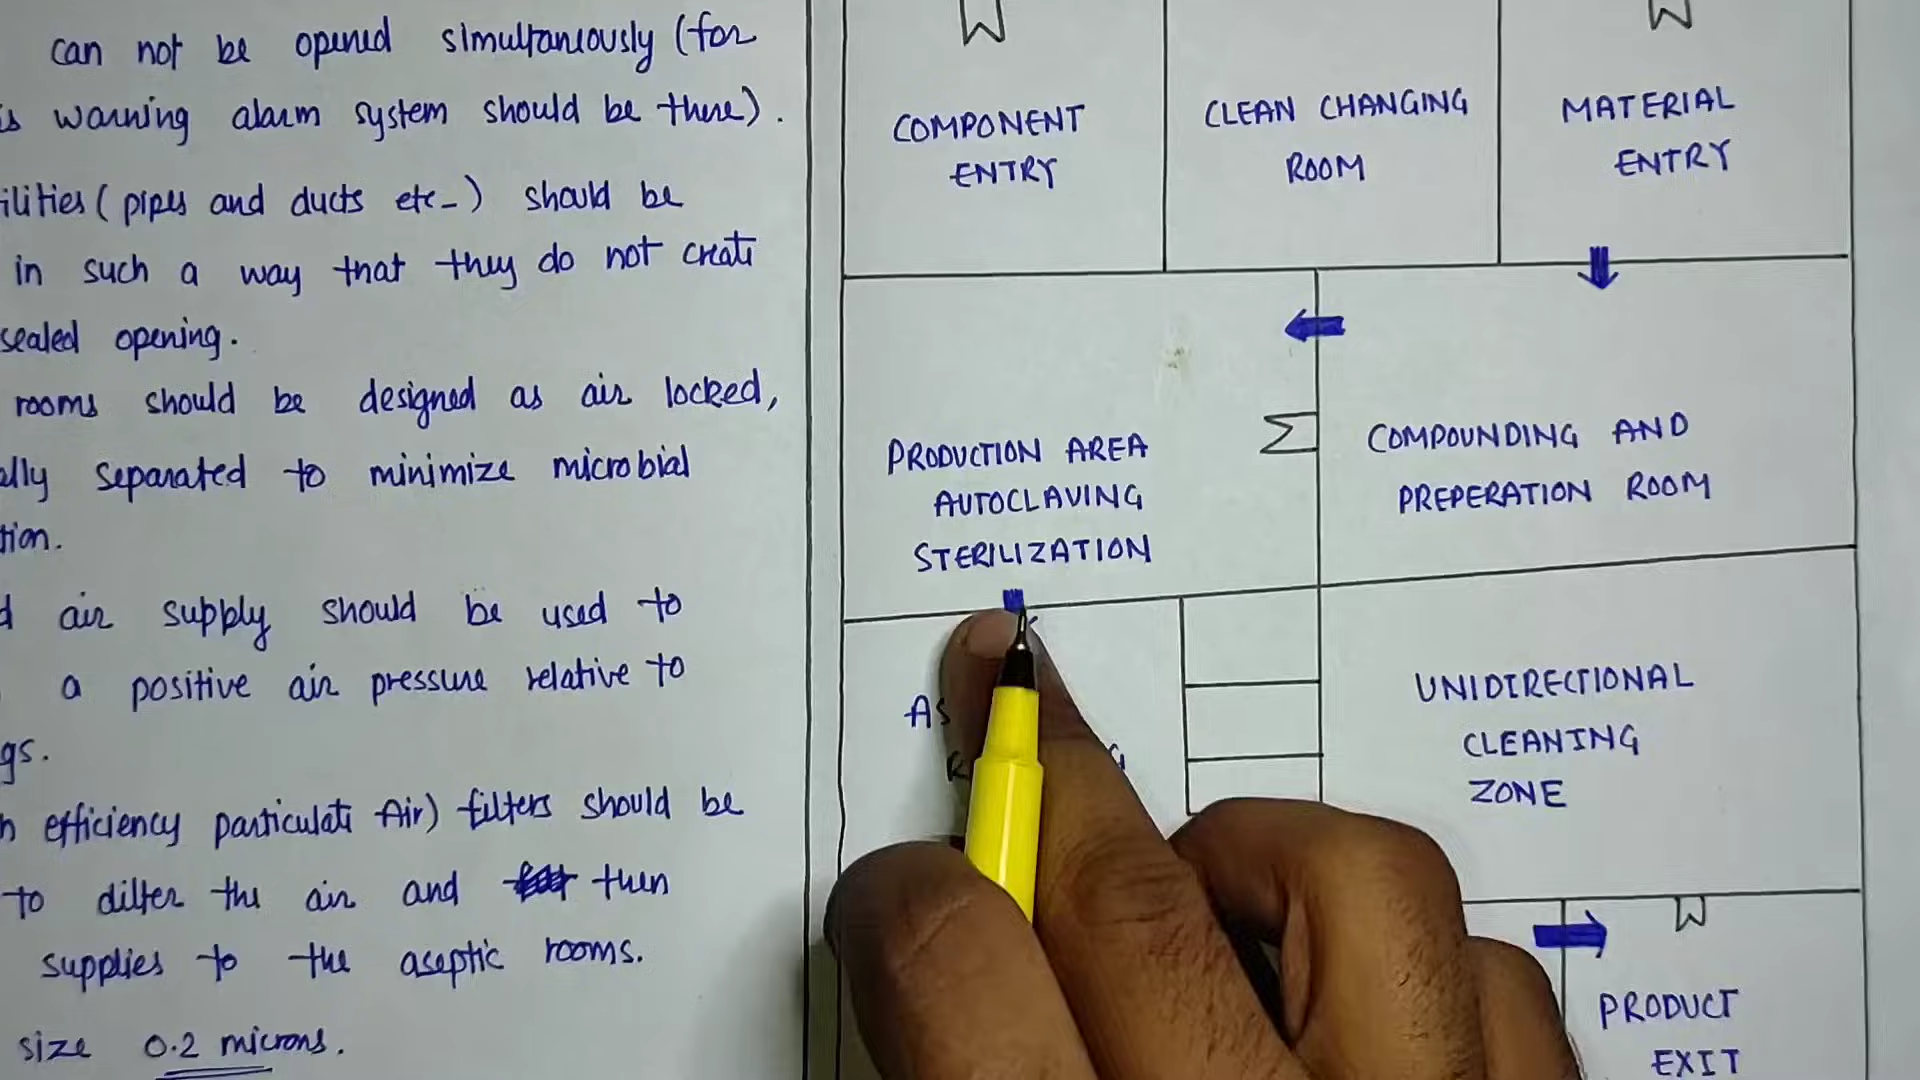 can not be opened simultaneously (for
is warning alarm system should be there).
ilities (pipes and ducts etc-) should be
in such a way that they do not create
sealed opening.
rooms should be designed as air locked,
ally separated to minimize microbial
tion.
d air supply should be used to
a positive air pressure relative to
gs.
h efficiency particulate Air) filters should be
to dilter the air and then
supplies to the aseptic rooms.
size 0.2 microns.
COMPONENT
ENTRY
CLEAN CHANGING
ROOM
MATERIAL
ENTRY
PRODUCTION AREA
AUTOCLAVING
STERILIZATION
COMPOUNDING AND
PREPERATION ROOM
AS
UNIDIRECTIONAL
CLEANING
ZONE
PRODUCT
EXIT